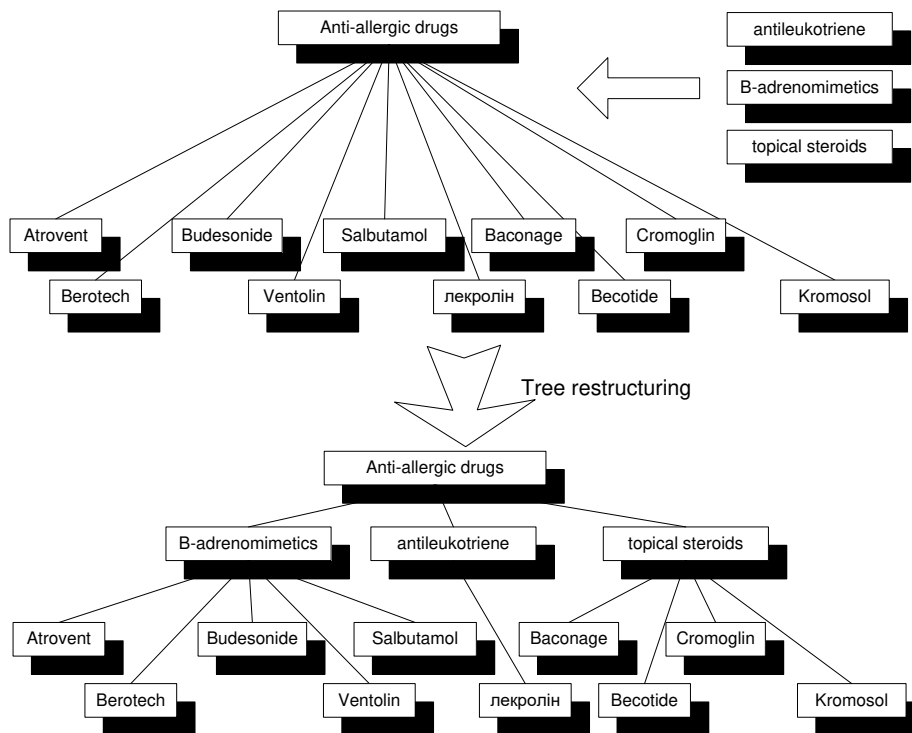 Anti-allergic drugs
antileukotriene
B-adrenomimetics
topical steroids
Atrovent
Budesonide
Salbutamol
Baconage
Cromoglin
Berotech
Ventolin
лекролін
Becotide
Kromosol
Tree restructuring
Anti-allergic drugs
B-adrenomimetics
antileukotriene
topical steroids
Atrovent
Budesonide
Salbutamol
Baconage
Cromoglin
Berotech
Ventolin
лекролін
Becotide
Kromosol